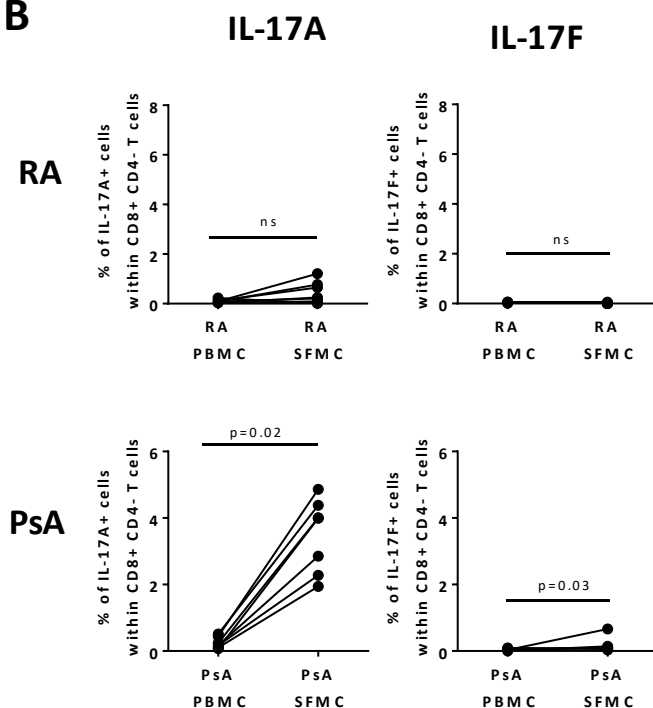 B
IL-17A
IL-17F
RA
% of IL-17A+ cells
within CD8+ CD4- T cells
8
6
4
2
0
ns
RA
PBMC
RA
SFMC
% of IL-17F+ cells
within CD8+ CD4- T cells
8
6
4
2
0
ns
RA
PBMC
RA
SFMC
PsA
% of IL-17A+ cells
within CD8+ CD4- T cells
6
4
2
0
p=0.02
PsA
PBMC
PsA
SFMC
% of IL-17F+ cells
within CD8+ CD4- T cells
6
4
2
0
p=0.03
PsA
PBMC
PsA
SFMC